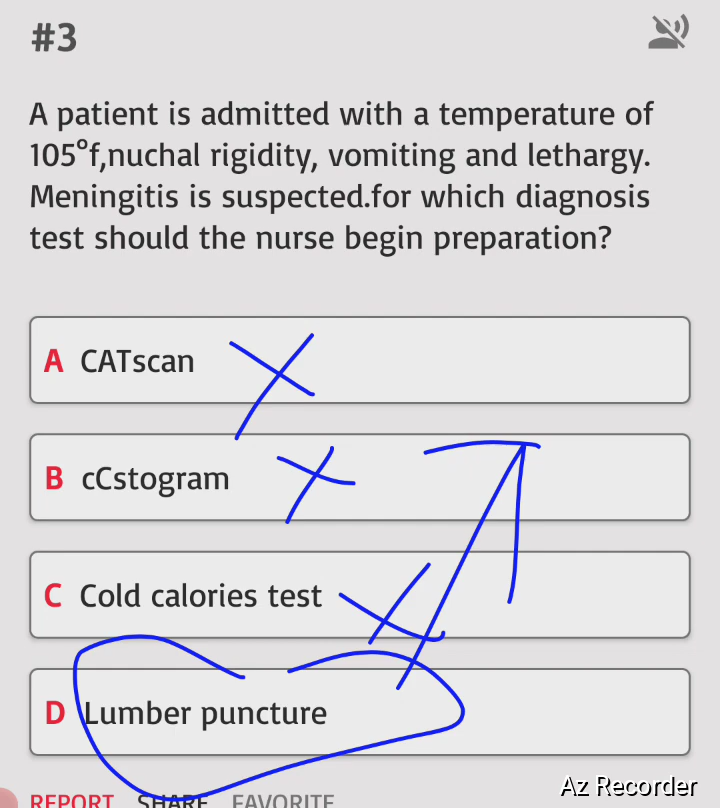 #3
A patient is admitted with a temperature of
105°f,nuchal rigidity, vomiting and lethargy.
Meningitis is suspected.for which diagnosis
test should the nurse begin preparation?
A CATscan
B cCstogram
C Cold calories test
D Lumber puncture
REPORT SHARE FAVORITE
Az Recorder